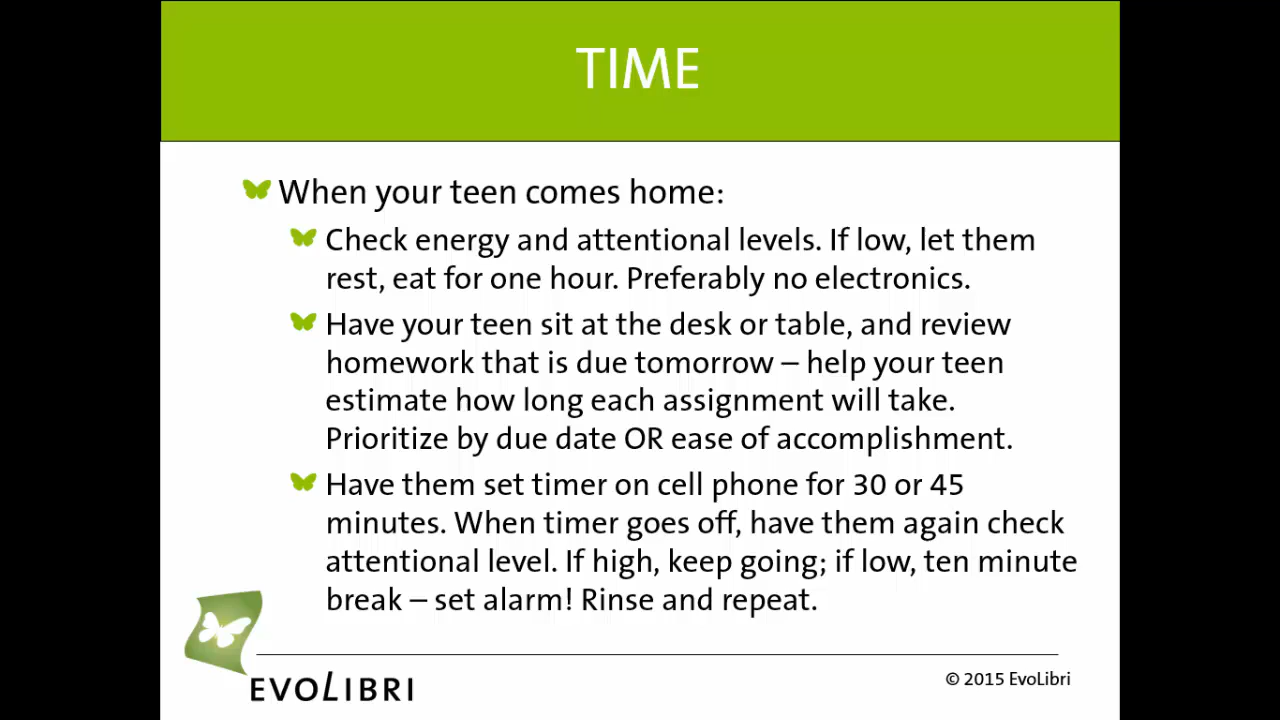 TIME
When your teen comes home:
Check energy and attentional levels. If low, let them
rest, eat for one hour. Preferably no electronics.
Have your teen sit at the desk or table, and review
homework that is due tomorrow – help your teen
estimate how long each assignment will take.
Prioritize by due date OR ease of accomplishment.
Have them set timer on cell phone for 30 or 45
minutes. When timer goes off, have them again check
attentional level. If high, keep going; if low, ten minute
break – set alarm! Rinse and repeat.
EVOLIBRI
© 2015 EvoLibri